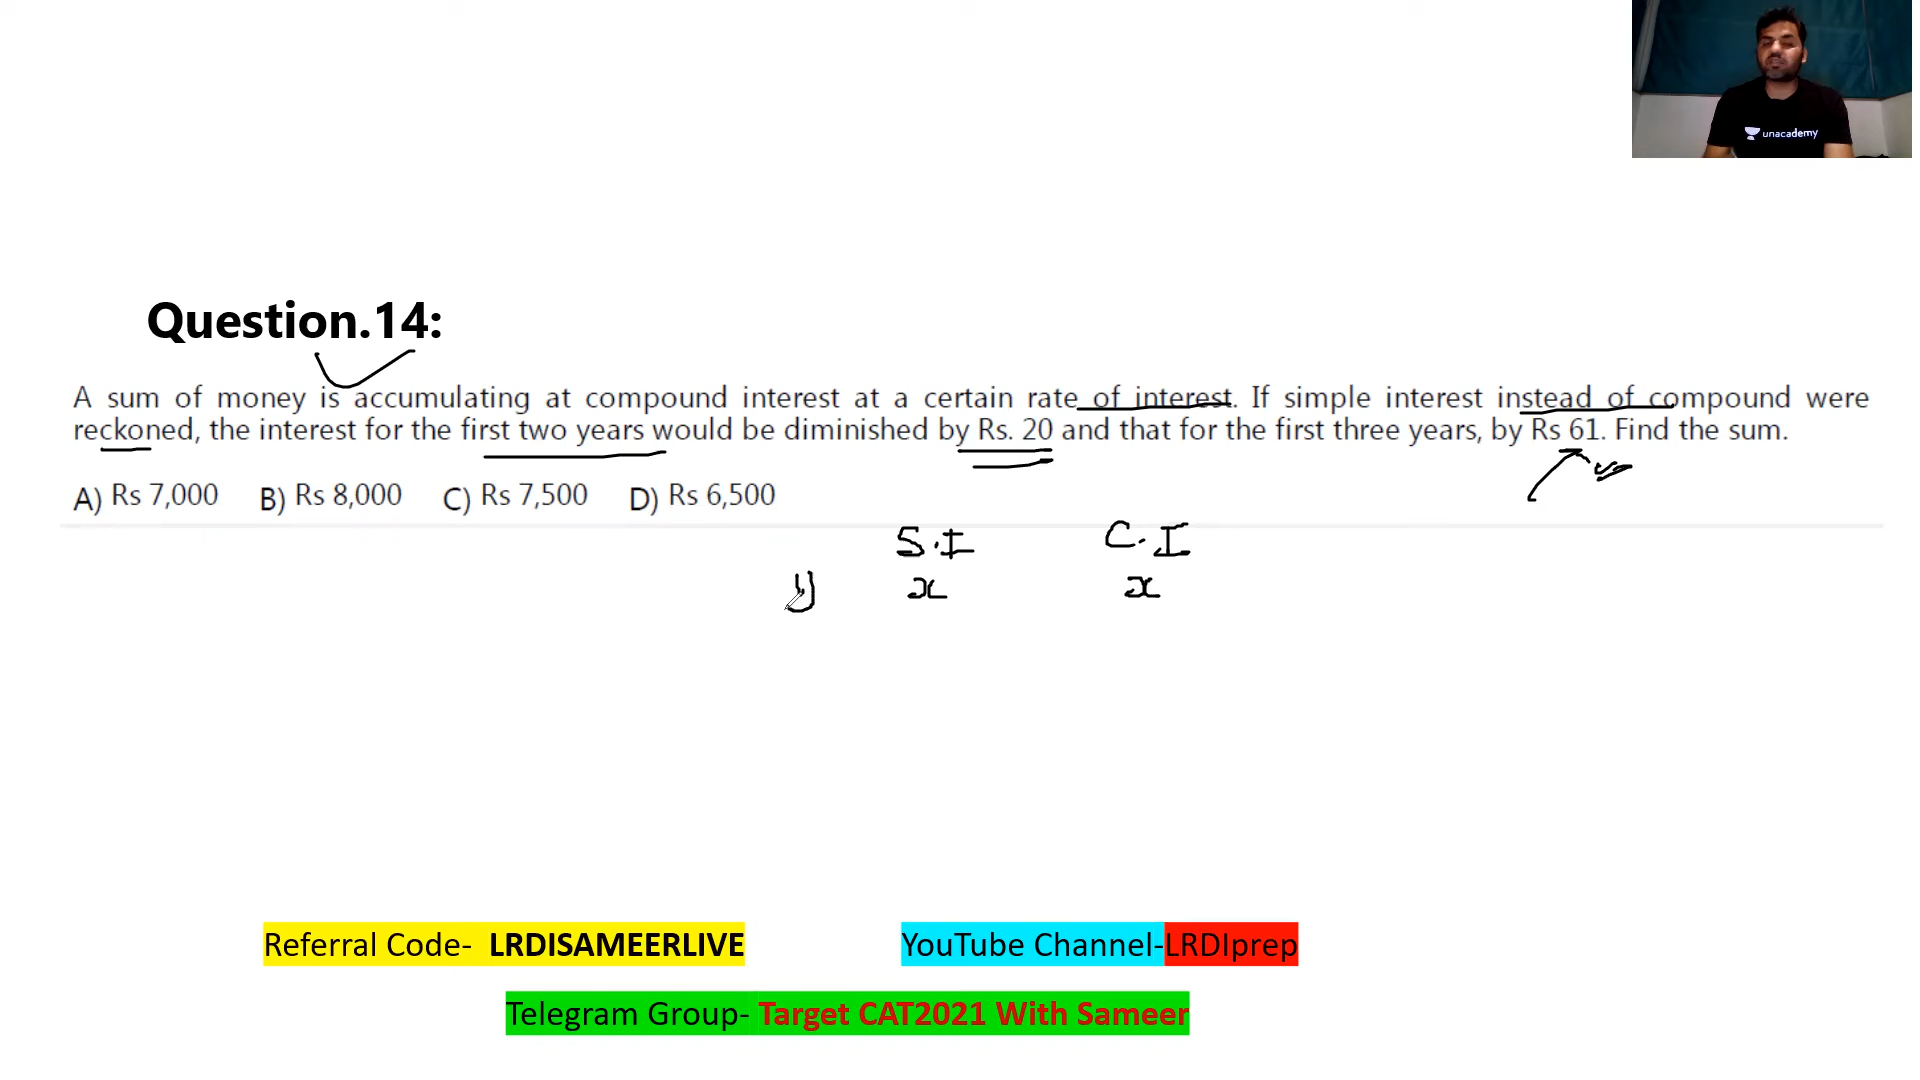 unacademy
Question.14:
A sum of money is accumulating at compound interest at a certain rate of interest. If simple interest instead of compound were
reckoned, the interest for the first two years would be diminished by Rs. 20 and that for the first three years, by Rs 61. Find the sum.
A) Rs 7,000 B) Rs 8,000 C) Rs 7,500 D) Rs 6,500
S.I C.I
x x
Referral Code- LRDISAMEERLIVE YouTube Channel-LRDIprep
Telegram Group- Target CAT2021 With Sameer